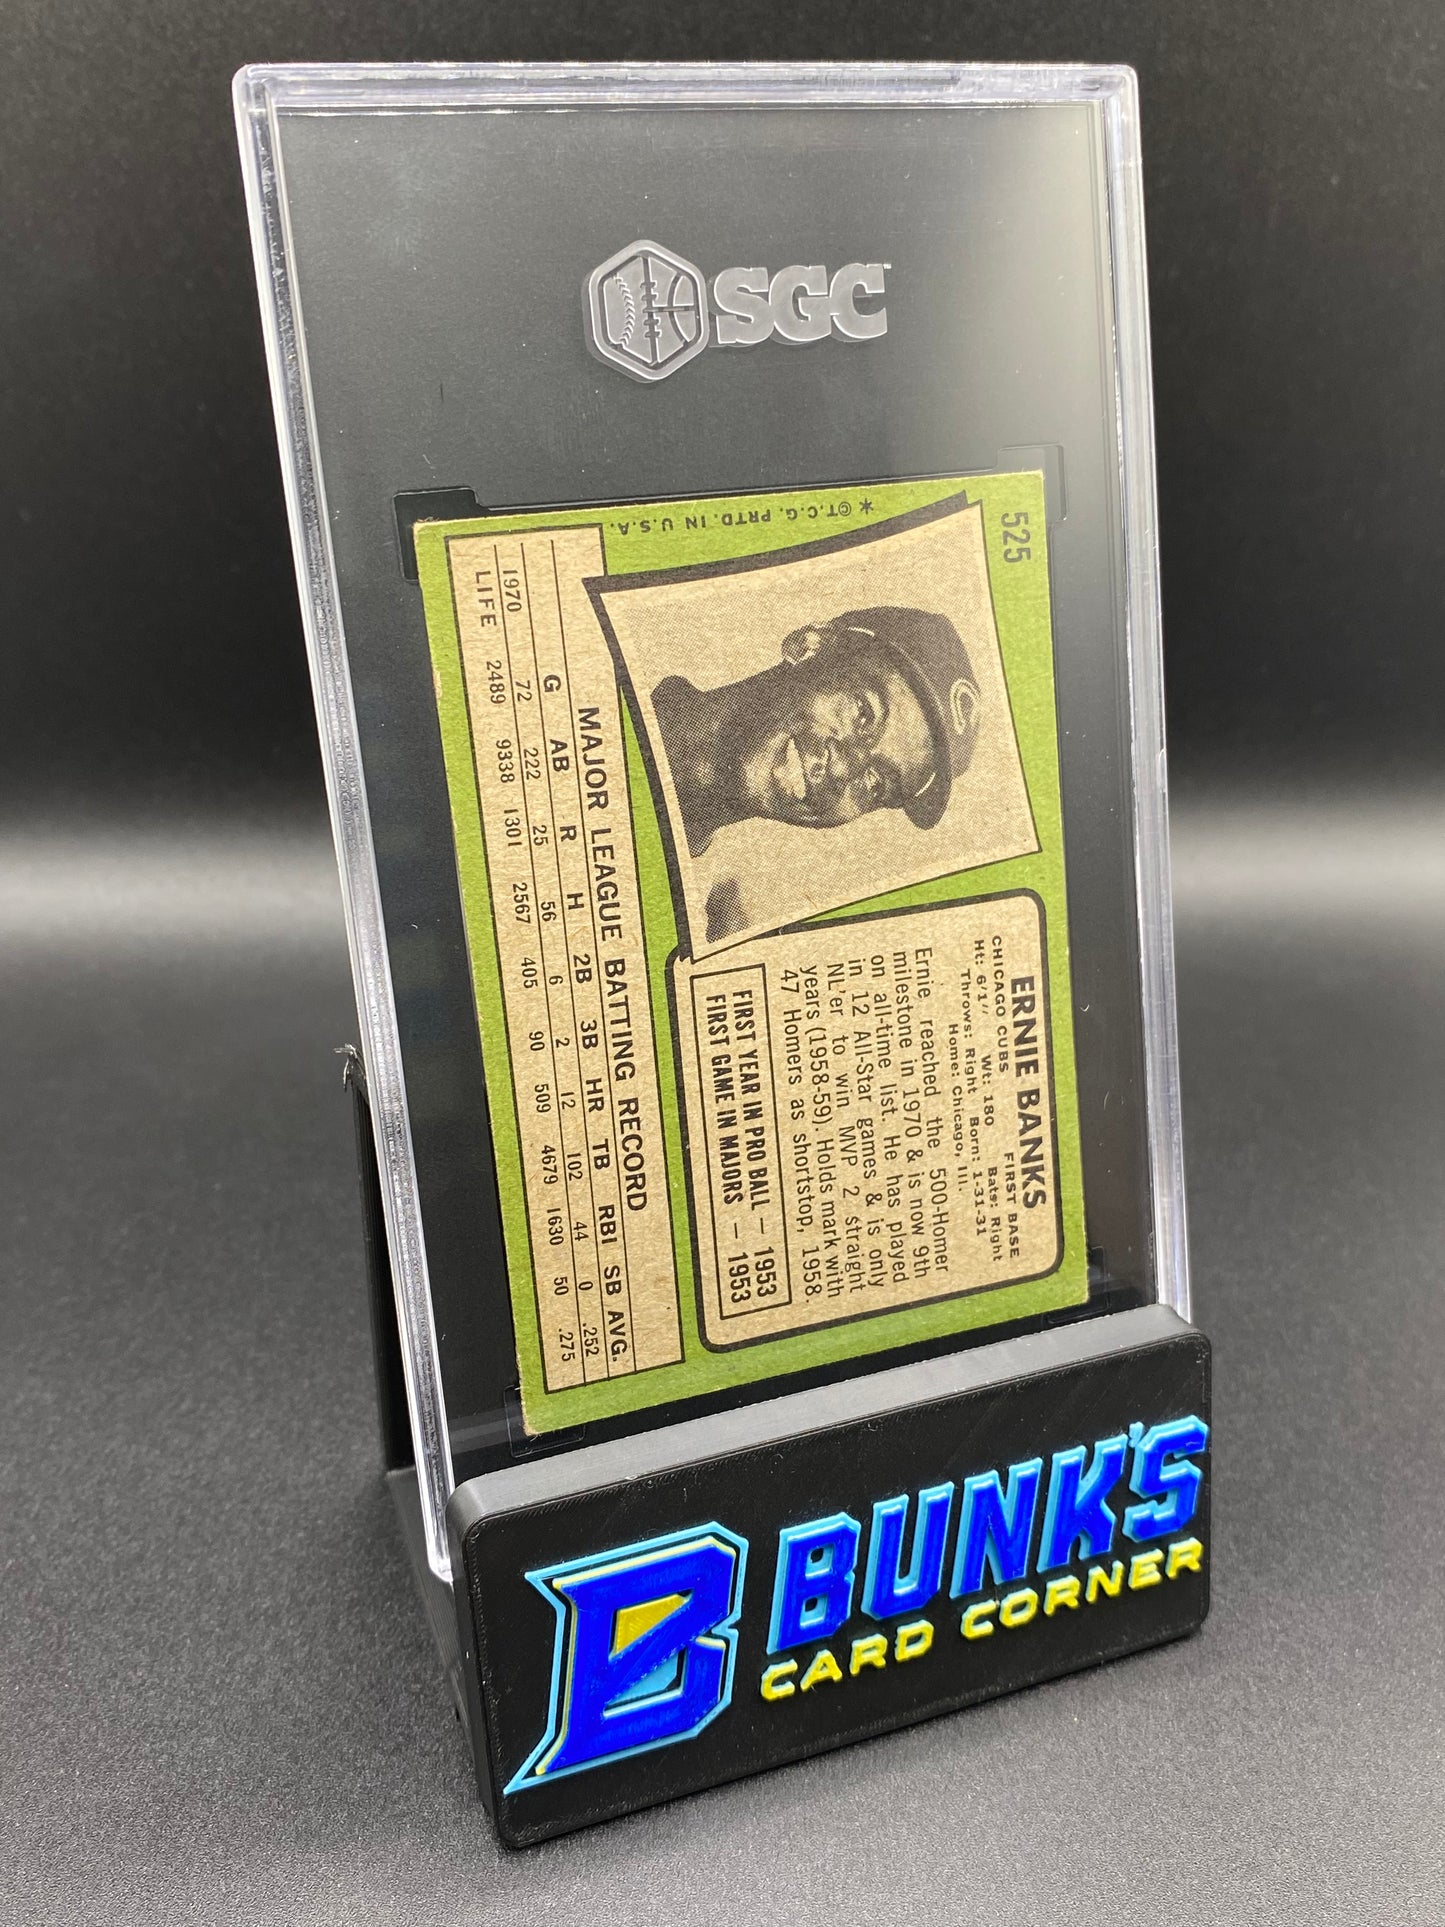 SGC
525
*©T.C.G. PRTD. IN U.S.A.
ERNIE BANKS
CHICAGO CUBS FIRST BASE
Ht: 6'1" Wt: 180 Bats: Right
Throws: Right Born: 1-31-31
Home: Chicago, Ill.
Ernie reached the 500-Homer
milestone in 1970 & is now 9th
on all-time list. He has played
in 12 All-Star games & is only
NL'er to win MVP 2 straight
years (1958-59). Holds mark with
47 Homers as shortstop, 1958.
FIRST YEAR IN PRO BALL — 1953
FIRST GAME IN MAJORS — 1953
MAJOR LEAGUE BATTING RECORD
G AB R H 2B 3B HR TB RBI SB AVG.
1970 72 222 25 56 6 2 12 102 44 0 .252
LIFE 2489 9338 1301 2567 405 90 509 4679 1630 50 .275
B BUNK'S
CARD CORNER